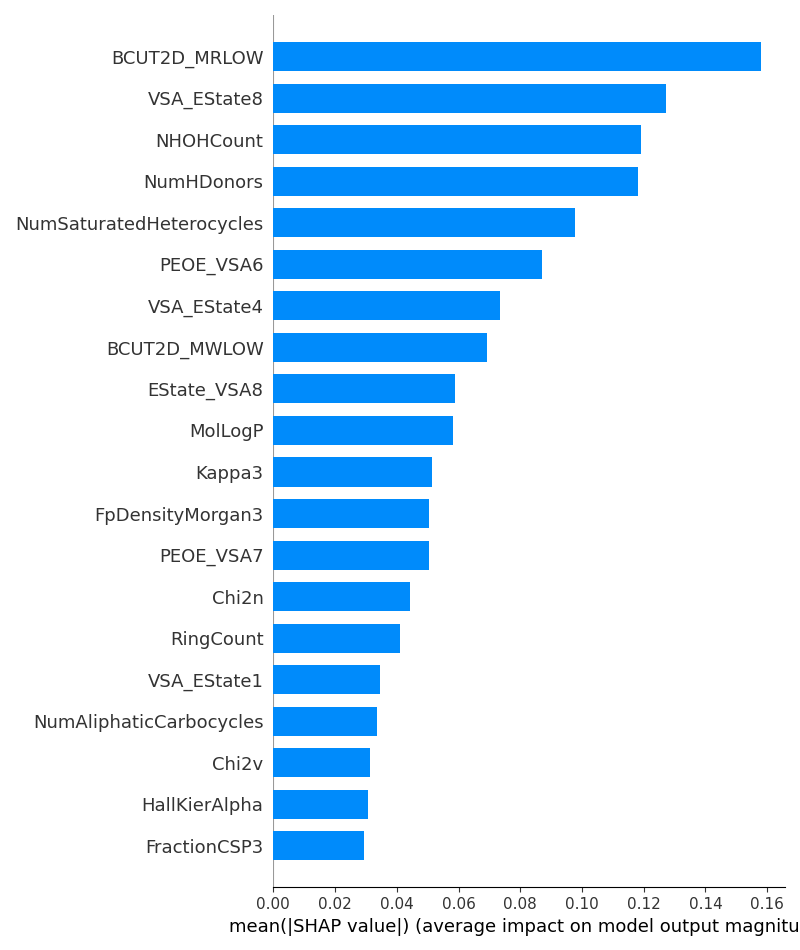 BCUT2D_MRLOW
VSA_EState8
NHOHCount
NumHDonors
NumSaturatedHeterocycles
PEOE_VSA6
VSA_EState4
BCUT2D_MWLOW
EState_VSA8
MolLogP
Kappa3
FpDensityMorgan3
PEOE_VSA7
Chi2n
RingCount
VSA_EState1
NumAliphaticCarbocycles
Chi2v
HallKierAlpha
FractionCSP3
0.00 0.02 0.04 0.06 0.08 0.10 0.12 0.14 0.16
mean(|SHAP value|) (average impact on model output magnitu